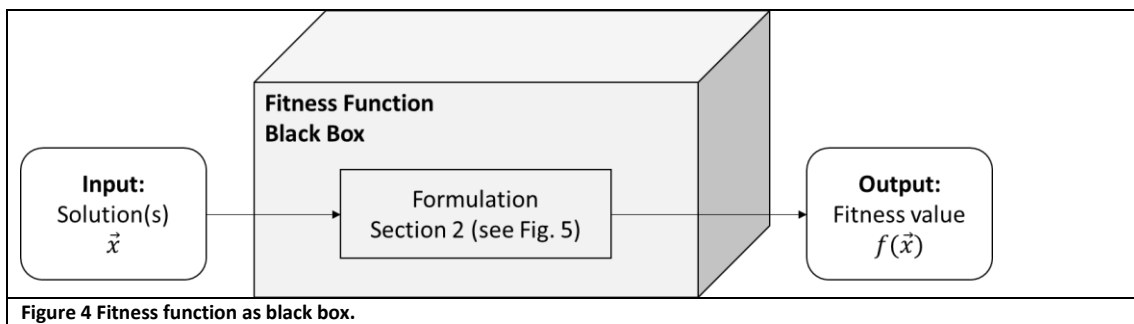 Fitness Function
Black Box
Input:
Solution(s)
x⃗
Formulation
Section 2 (see Fig. 5)
Output:
Fitness value
f(x⃗)
Figure 4 Fitness function as black box.